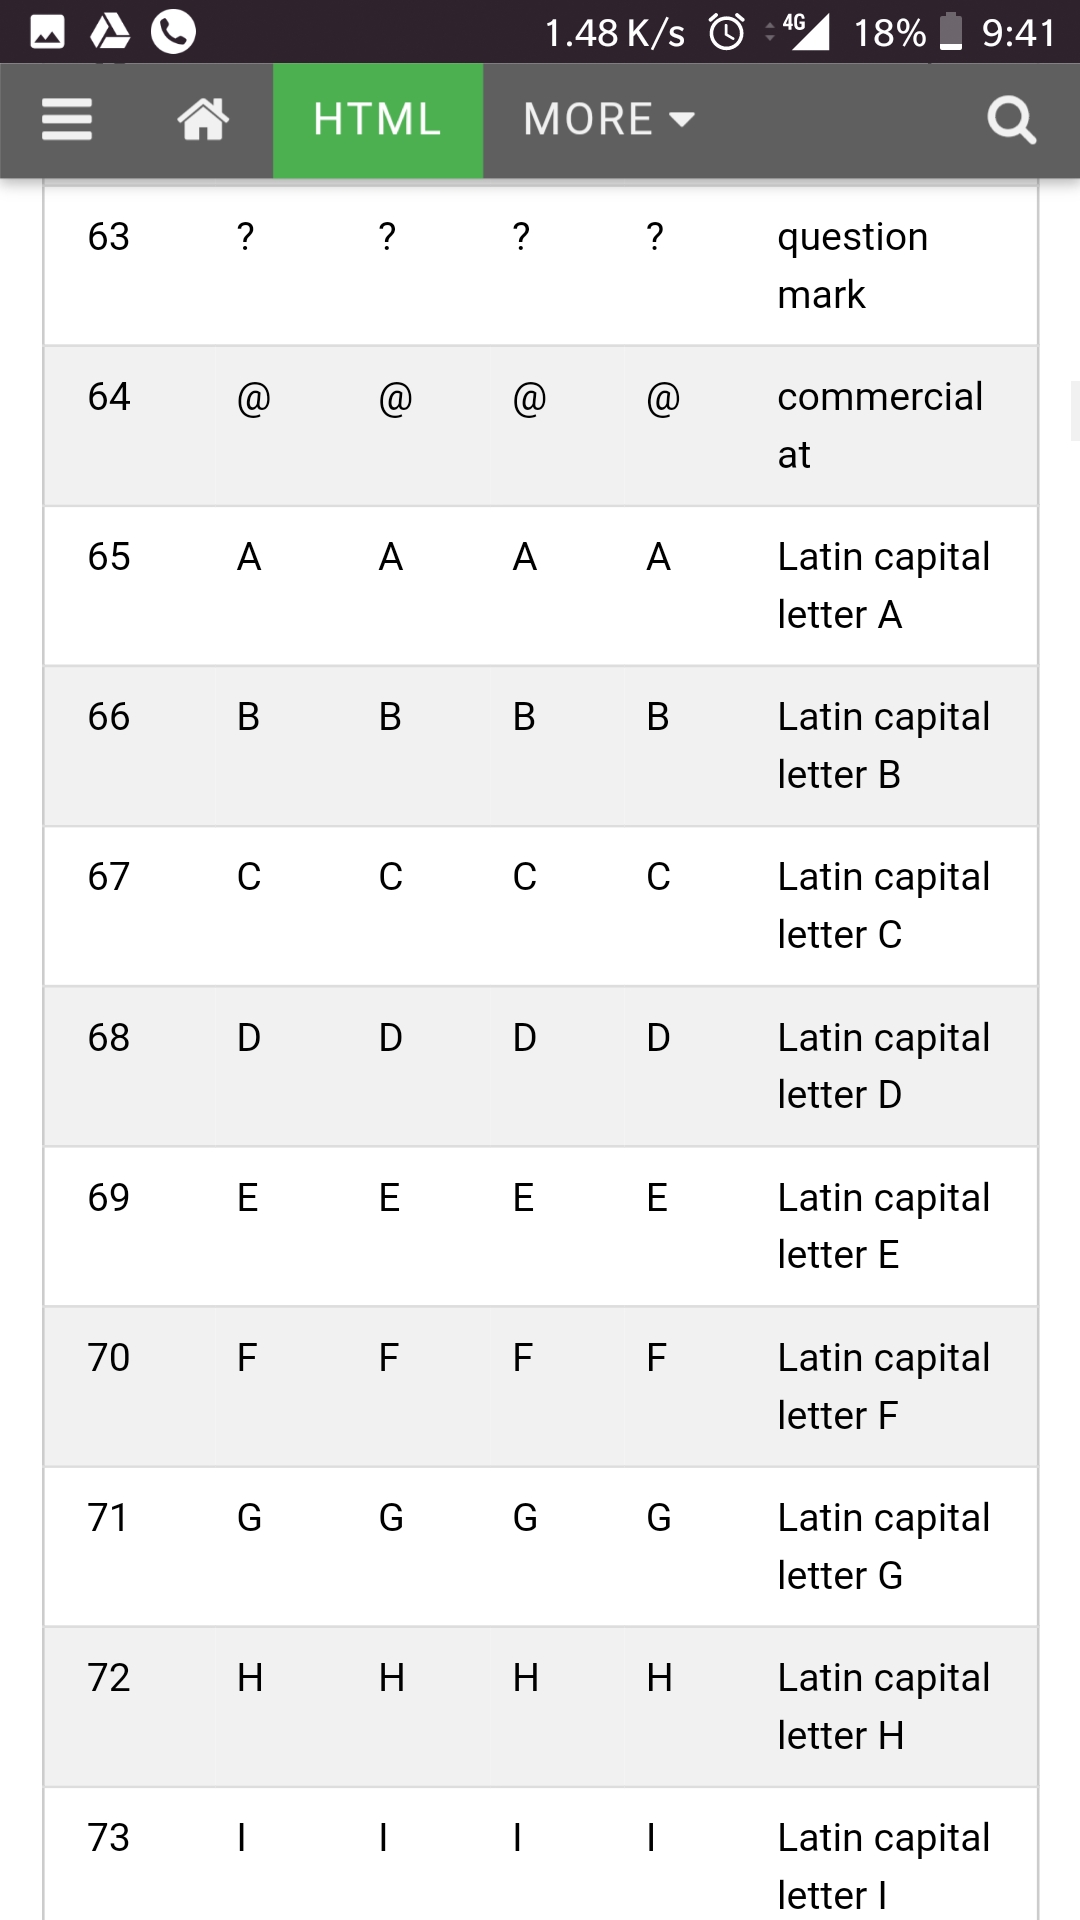 1.48 K/s 4G 18% 9:41
HTML MORE
63 ? ? ? ? question
mark
64 @ @ @ @ commercial
at
65 A A A A Latin capital
letter A
66 B B B B Latin capital
letter B
67 C C C C Latin capital
letter C
68 D D D D Latin capital
letter D
69 E E E E Latin capital
letter E
70 F F F F Latin capital
letter F
71 G G G G Latin capital
letter G
72 H H H H Latin capital
letter H
73 I I I I Latin capital
letter I